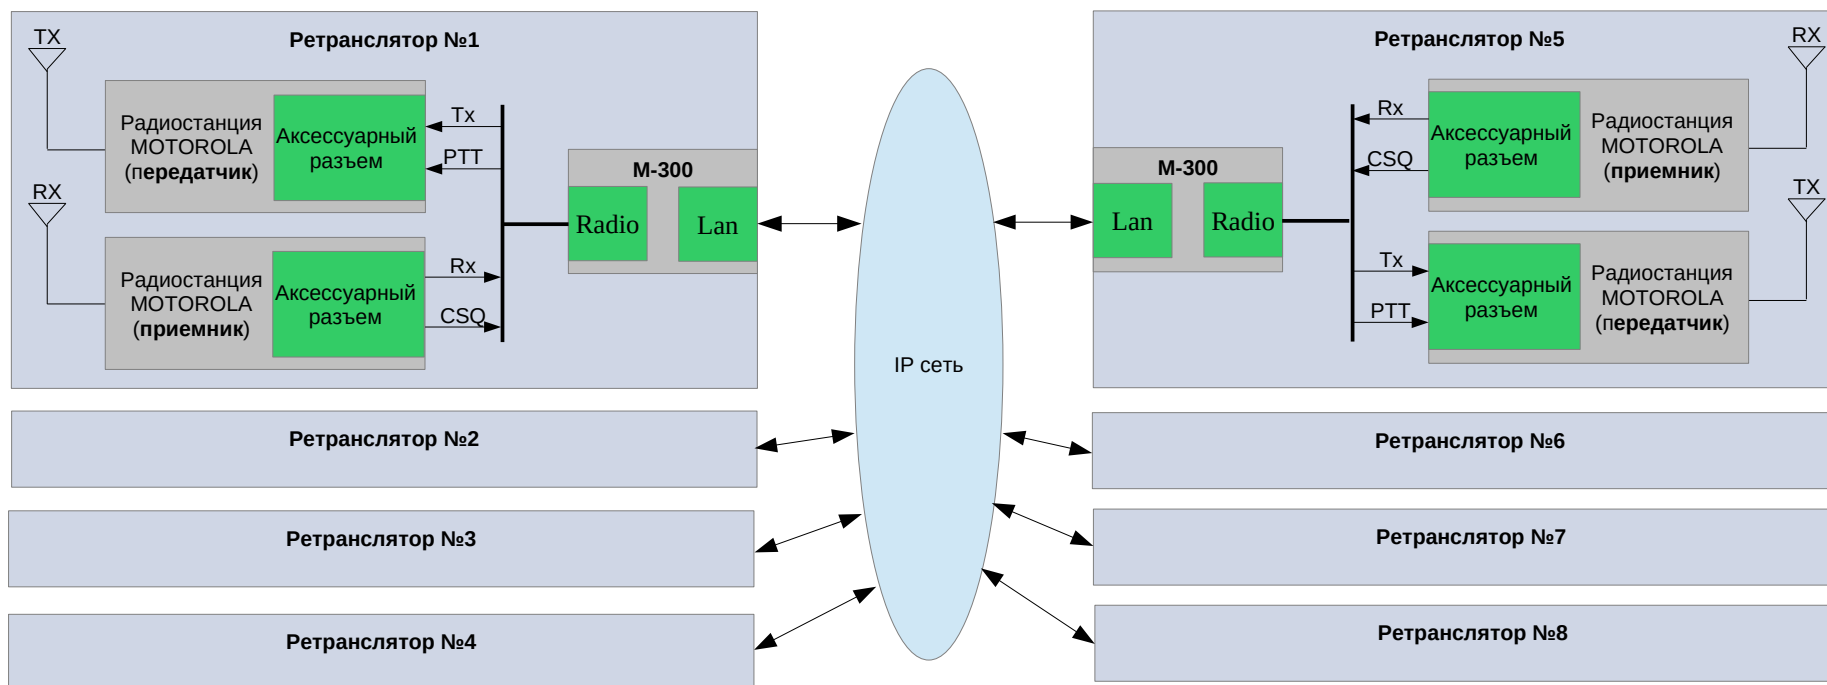 Ретранслятор №1
TX
Радиостанция
MOTOROLA
(передатчик)
Аксессуарный
разъем
Tx
PTT
RX
Радиостанция
MOTOROLA
(приемник)
Аксессуарный
разъем
Rx
CSQ
M-300
Radio
Lan
IP сеть
Ретранслятор №5
RX
Rx
CSQ
Аксессуарный
разъем
Радиостанция
MOTOROLA
(приемник)
M-300
Lan
Radio
TX
Tx
PTT
Аксессуарный
разъем
Радиостанция
MOTOROLA
(передатчик)
Ретранслятор №2
Ретранслятор №3
Ретранслятор №4
Ретранслятор №6
Ретранслятор №7
Ретранслятор №8